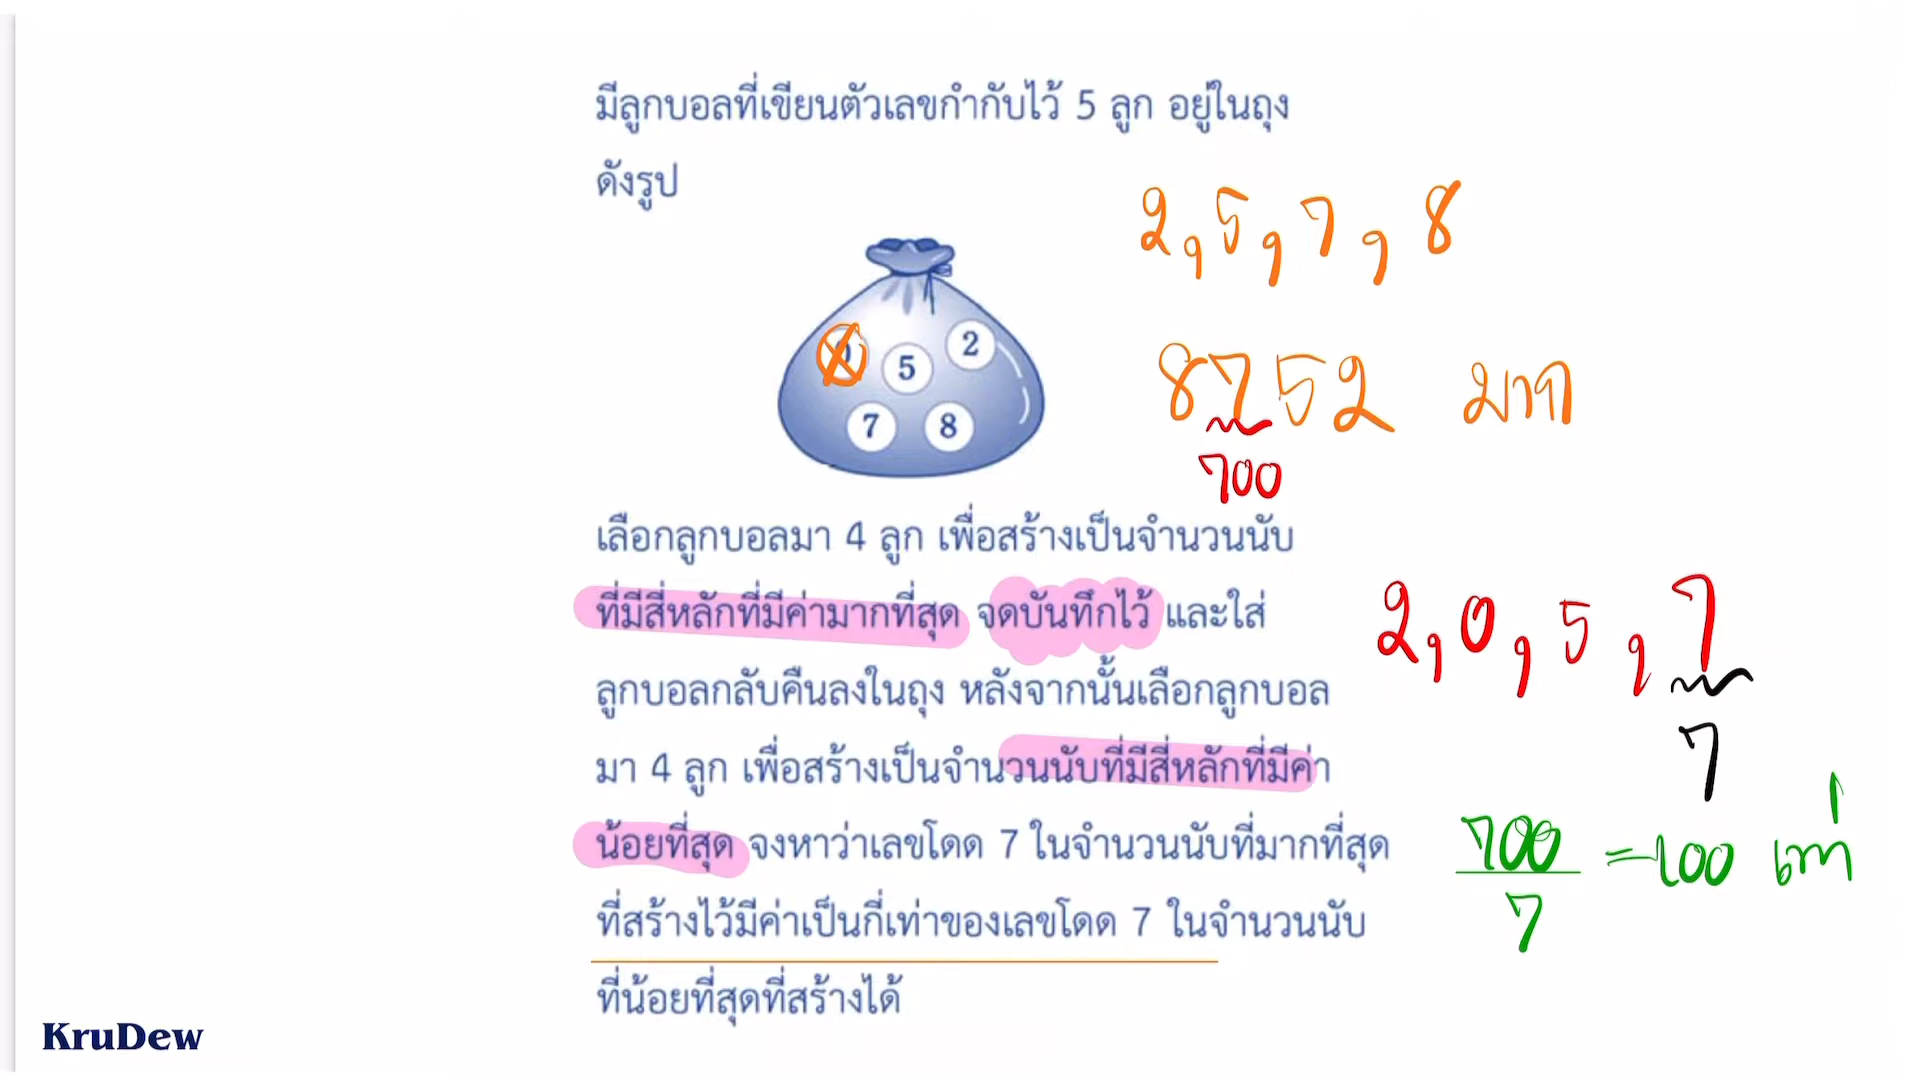 มีลูกบอลที่เขียนตัวเลขกำกับไว้ 5 ลูก อยู่ในถุง
ดังรูป
2, 5, 7, 8
5
2
7
8
8752 มาก
700
เลือกลูกบอลมา 4 ลูก เพื่อสร้างเป็นจำนวนนับ
ที่มีสี่หลักที่มีค่ามากที่สุด จดบันทึกไว้ และใส่
ลูกบอลกลับคืนลงในถุง หลังจากนั้นเลือกลูกบอล
มา 4 ลูก เพื่อสร้างเป็นจำนวนนับที่มีสี่หลักที่มีค่า
น้อยที่สุด จงหาว่าเลขโดด 7 ในจำนวนนับที่มากที่สุด
ที่สร้างไว้มีค่าเป็นกี่เท่าของเลขโดด 7 ในจำนวนนับ
ที่น้อยที่สุดที่สร้างได้
2, 0, 5, 7
7
700
7
= 100 เท่า
KruDew